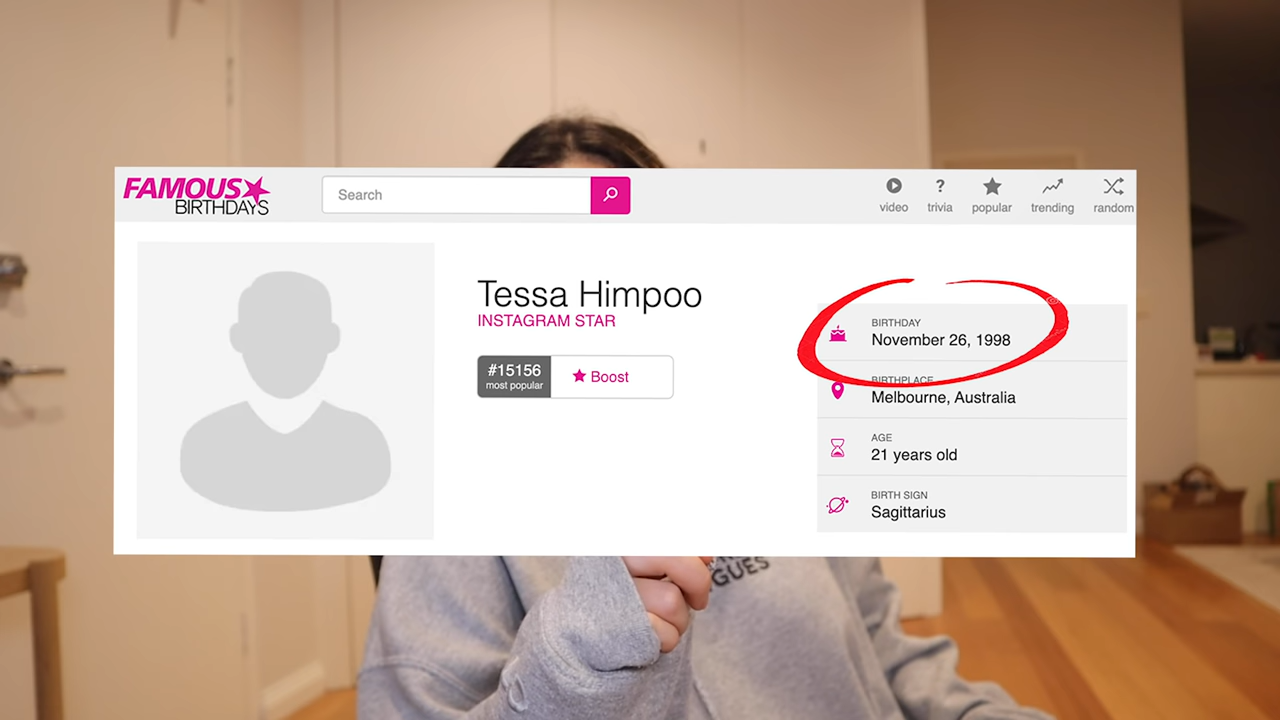 FAMOUS
BIRTHDAYS
Search
video
trivia
popular
trending
random
Tessa Himpoo
INSTAGRAM STAR
#15156
most popular
Boost
BIRTHDAY
November 26, 1998
BIRTHPLACE
Melbourne, Australia
AGE
21 years old
BIRTH SIGN
Sagittarius
GUES